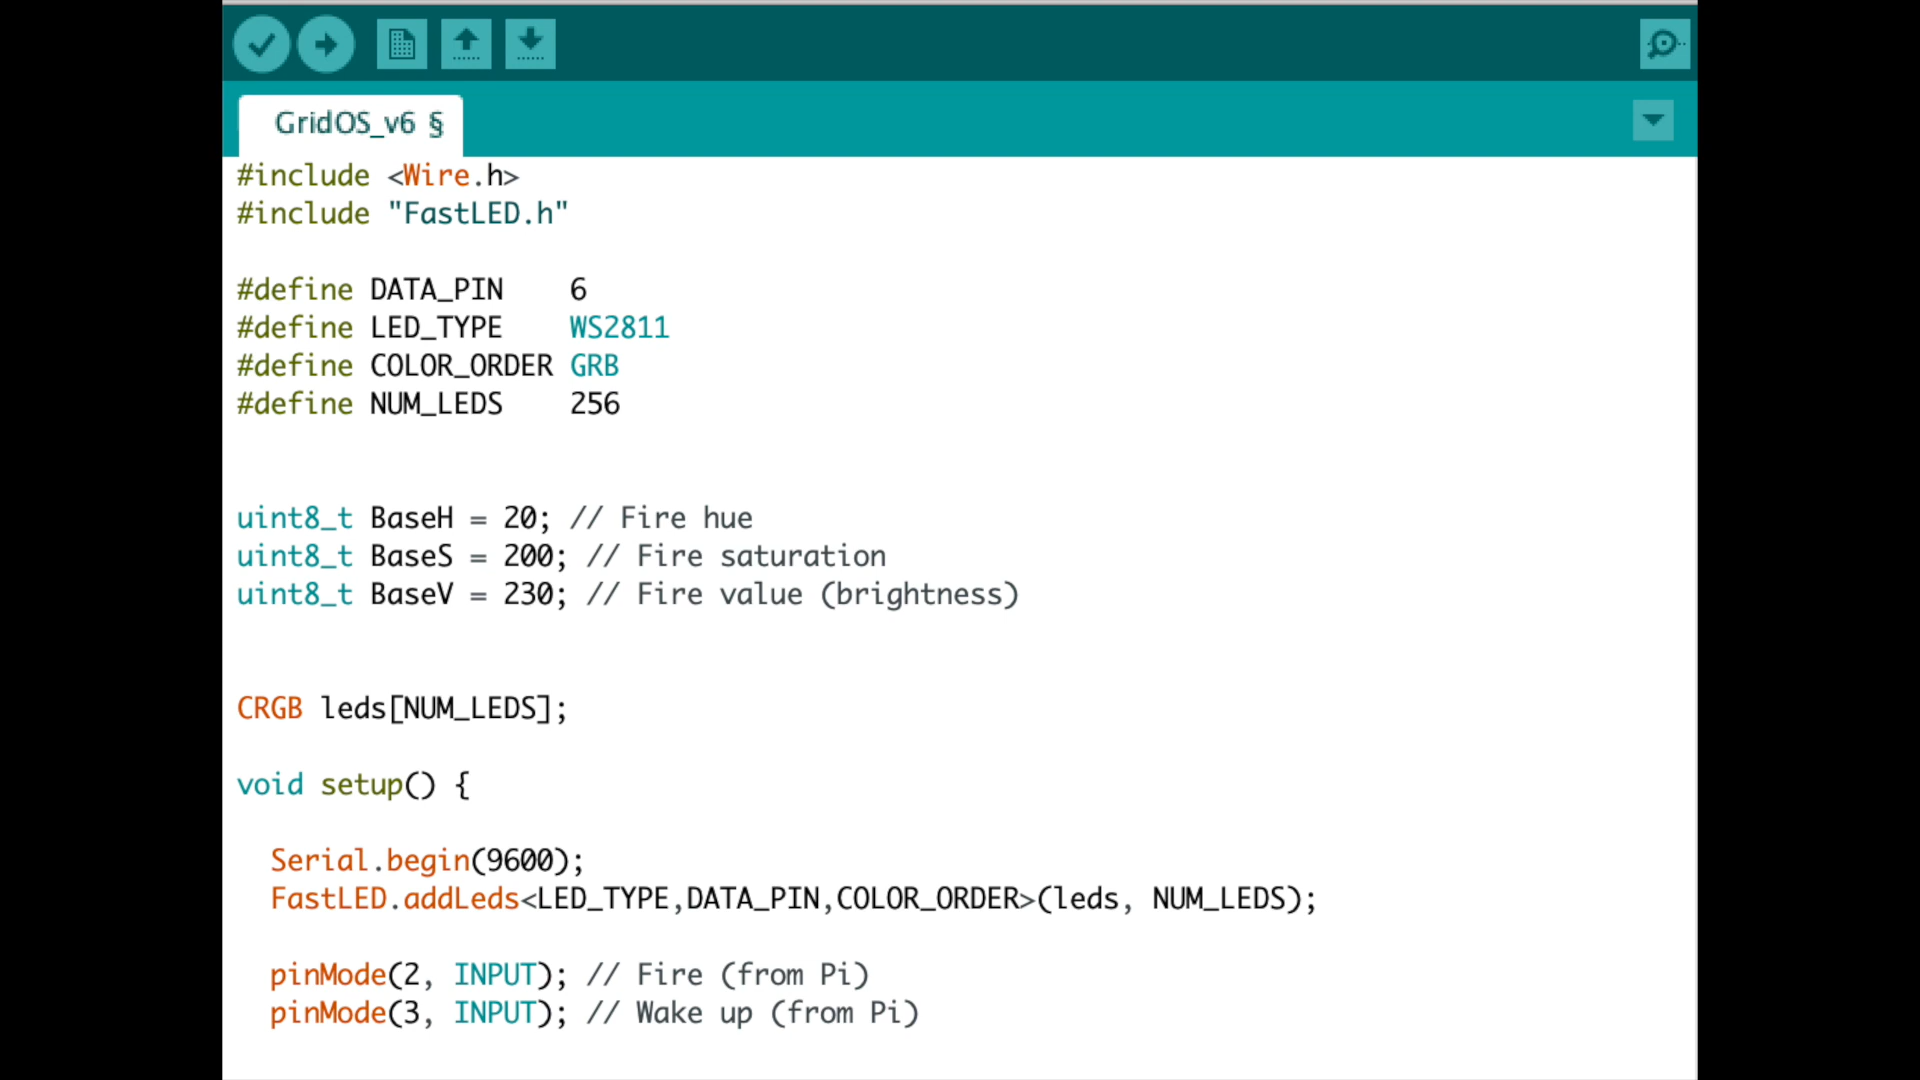 GridOS_v6 §
#include <Wire.h>
#include "FastLED.h"
#define DATA_PIN    6
#define LED_TYPE    WS2811
#define COLOR_ORDER GRB
#define NUM_LEDS    256
uint8_t BaseH = 20; // Fire hue
uint8_t BaseS = 200; // Fire saturation
uint8_t BaseV = 230; // Fire value (brightness)
CRGB leds[NUM_LEDS];
void setup() {
  Serial.begin(9600);
  FastLED.addLeds<LED_TYPE,DATA_PIN,COLOR_ORDER>(leds, NUM_LEDS);
  pinMode(2, INPUT); // Fire (from Pi)
  pinMode(3, INPUT); // Wake up (from Pi)